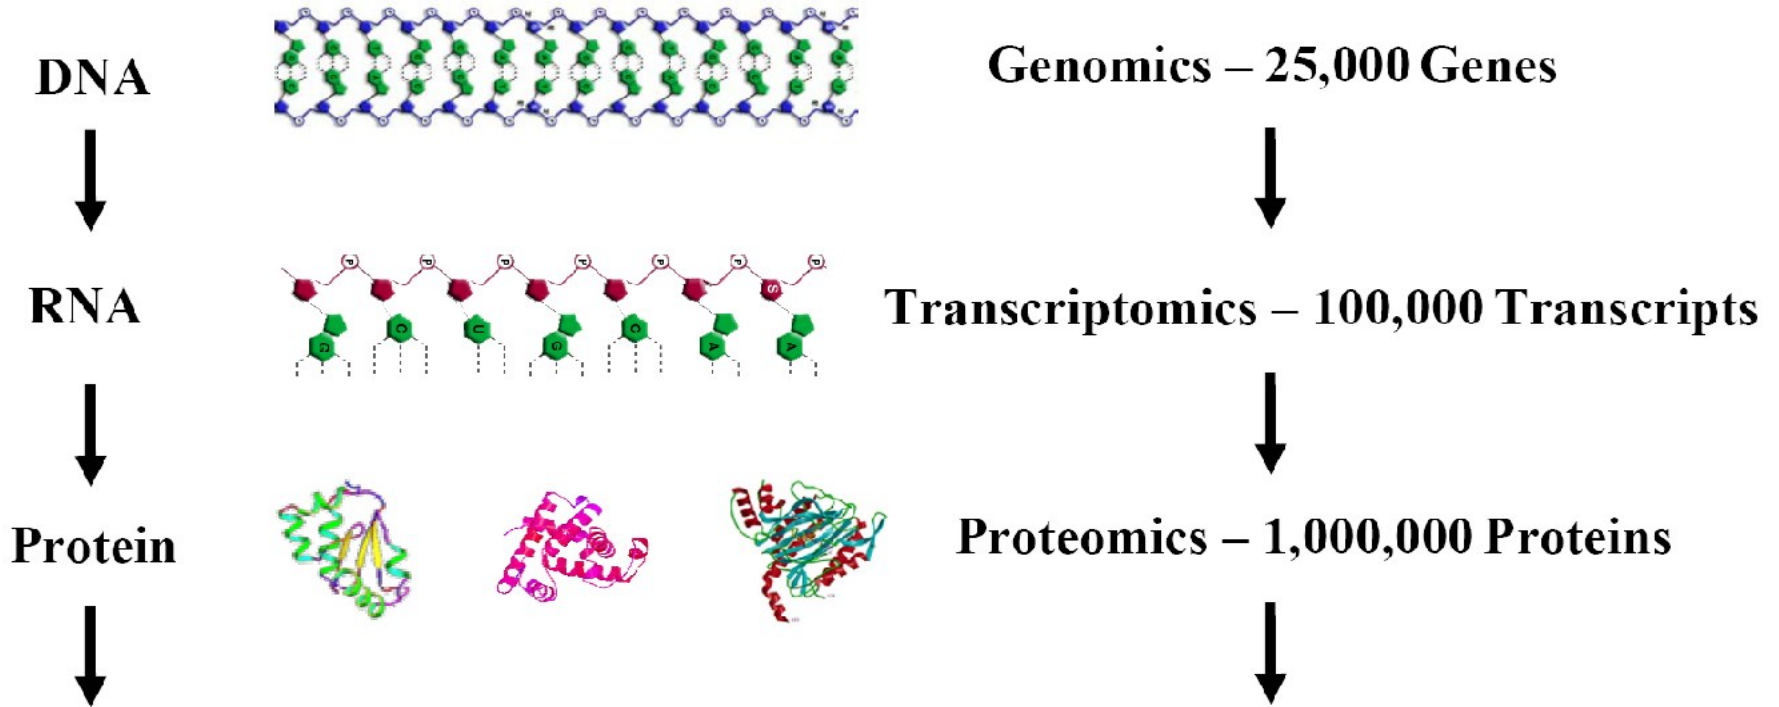 DNA
Genomics – 25,000 Genes
P P P P P P P
S
RNA
Transcriptomics – 100,000 Transcripts
G C U G C A A
Protein
Proteomics – 1,000,000 Proteins